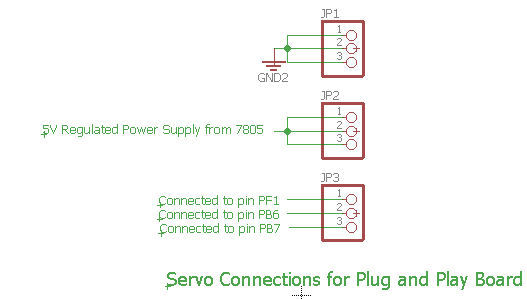 JP1
1
2
3
GND2
JP2
1
2
3
5V Regulated Power Supply from 7805
JP3
1
2
3
Connected to pin PF1
Connected to pin PB6
Connected to pin PB7
Servo Connections for Plug and Play Board